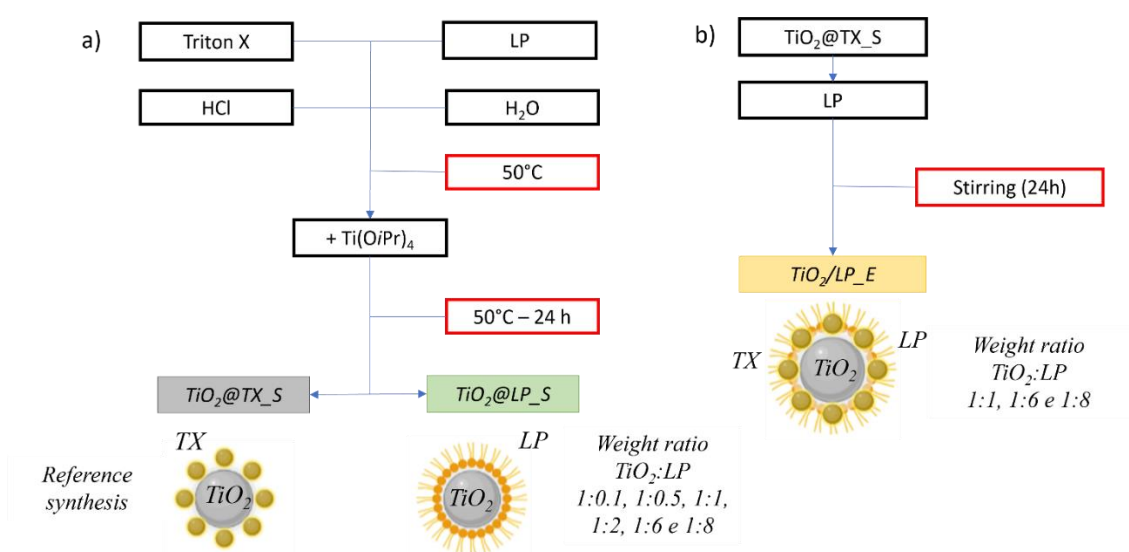 a)
Triton X
LP
HCl
H₂O
50°C
+ Ti(OiPr)₄
50°C – 24 h
TiO₂@TX_S
TiO₂@LP_S
Reference
synthesis
TX
TiO₂
LP
TiO₂
Weight ratio
TiO₂:LP
1:0.1, 1:0.5, 1:1,
1:2, 1:6 e 1:8
b)
TiO₂@TX_S
LP
Stirring (24h)
TiO₂/LP_E
TX
TiO₂
LP
Weight ratio
TiO₂:LP
1:1, 1:6 e 1:8